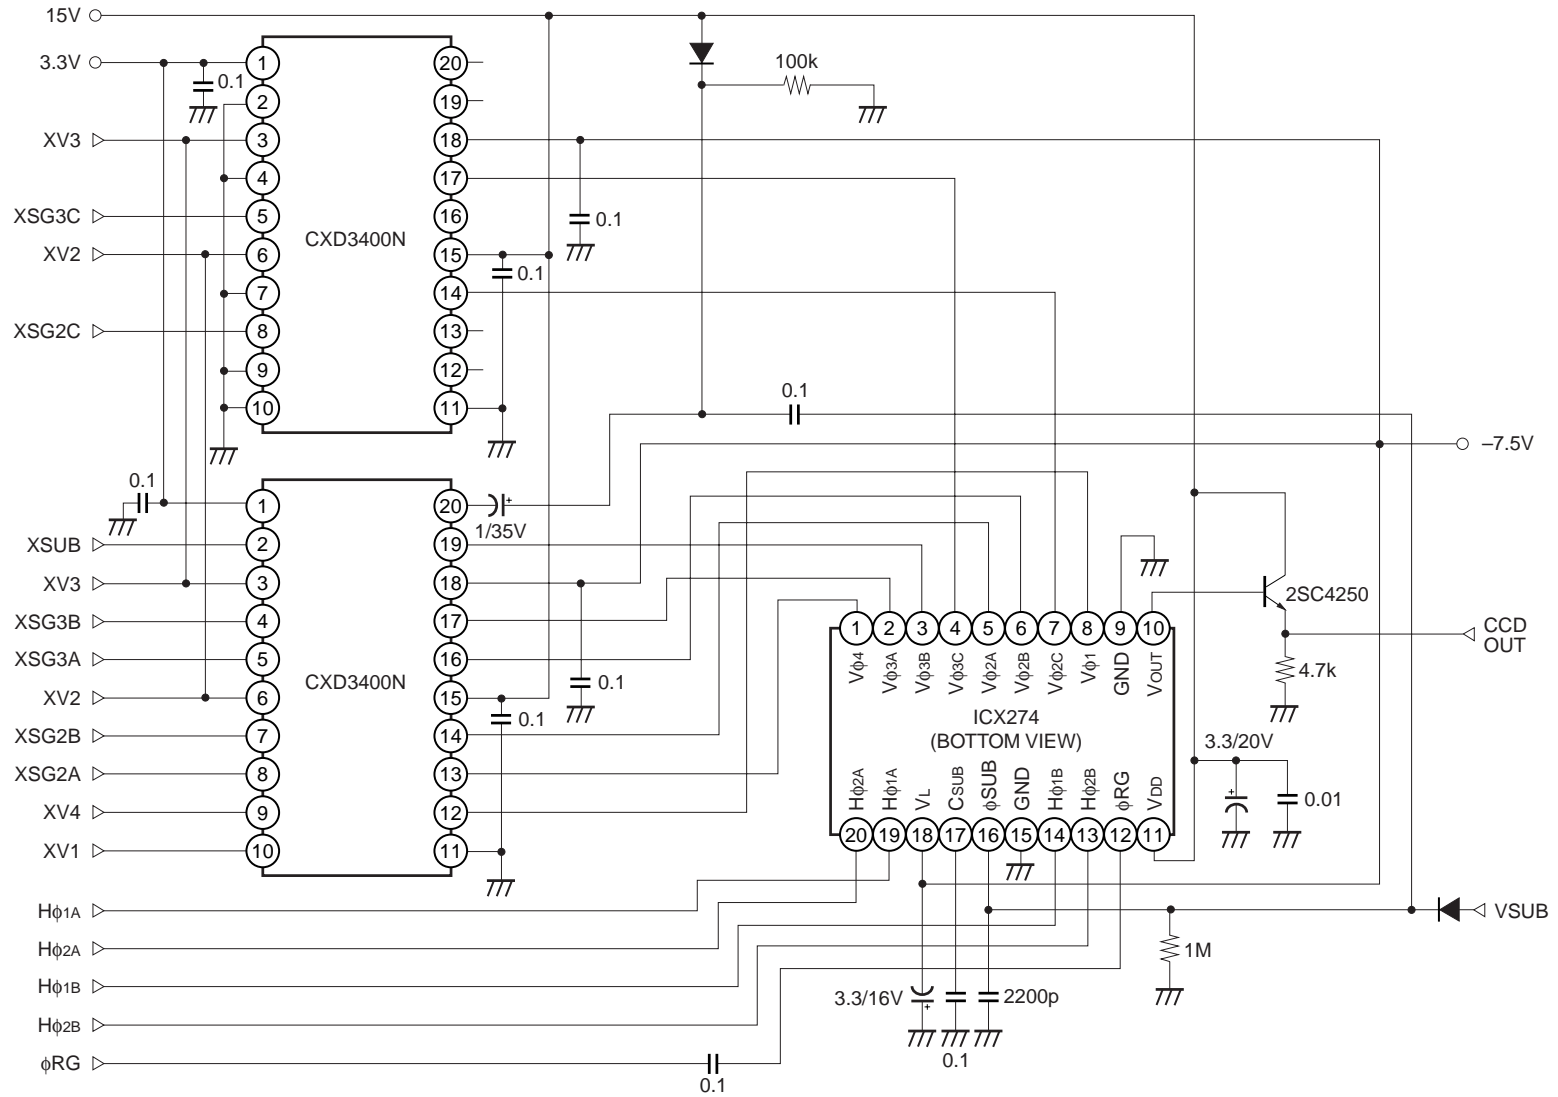 15V
3.3V
0.1
100k
XV3
XSG3C
XV2
XSG2C
1
2
3
4
5
6
7
8
9
10
20
19
18
17
16
15
14
13
12
11
CXD3400N
0.1
0.1
0.1
–7.5V
0.1
1/35V
XSUB
XV3
XSG3B
XSG3A
XV2
XSG2B
XSG2A
XV4
XV1
1
2
3
4
5
6
7
8
9
10
20
19
18
17
16
15
14
13
12
11
CXD3400N
0.1
0.1
1 2 3 4 5 6 7 8 9 10
Vϕ4 Vϕ3A Vϕ3B Vϕ3C Vϕ2A Vϕ2B Vϕ2C Vϕ1 GND VOUT
ICX274
(BOTTOM VIEW)
Hϕ2A Hϕ1A VL CSUB ϕSUB GND Hϕ1B Hϕ2B ϕRG VDD
20 19 18 17 16 15 14 13 12 11
2SC4250
CCD
OUT
4.7k
3.3/20V
0.01
Hϕ1A
Hϕ2A
Hϕ1B
Hϕ2B
ϕRG
VSUB
1M
3.3/16V
2200p
0.1
0.1